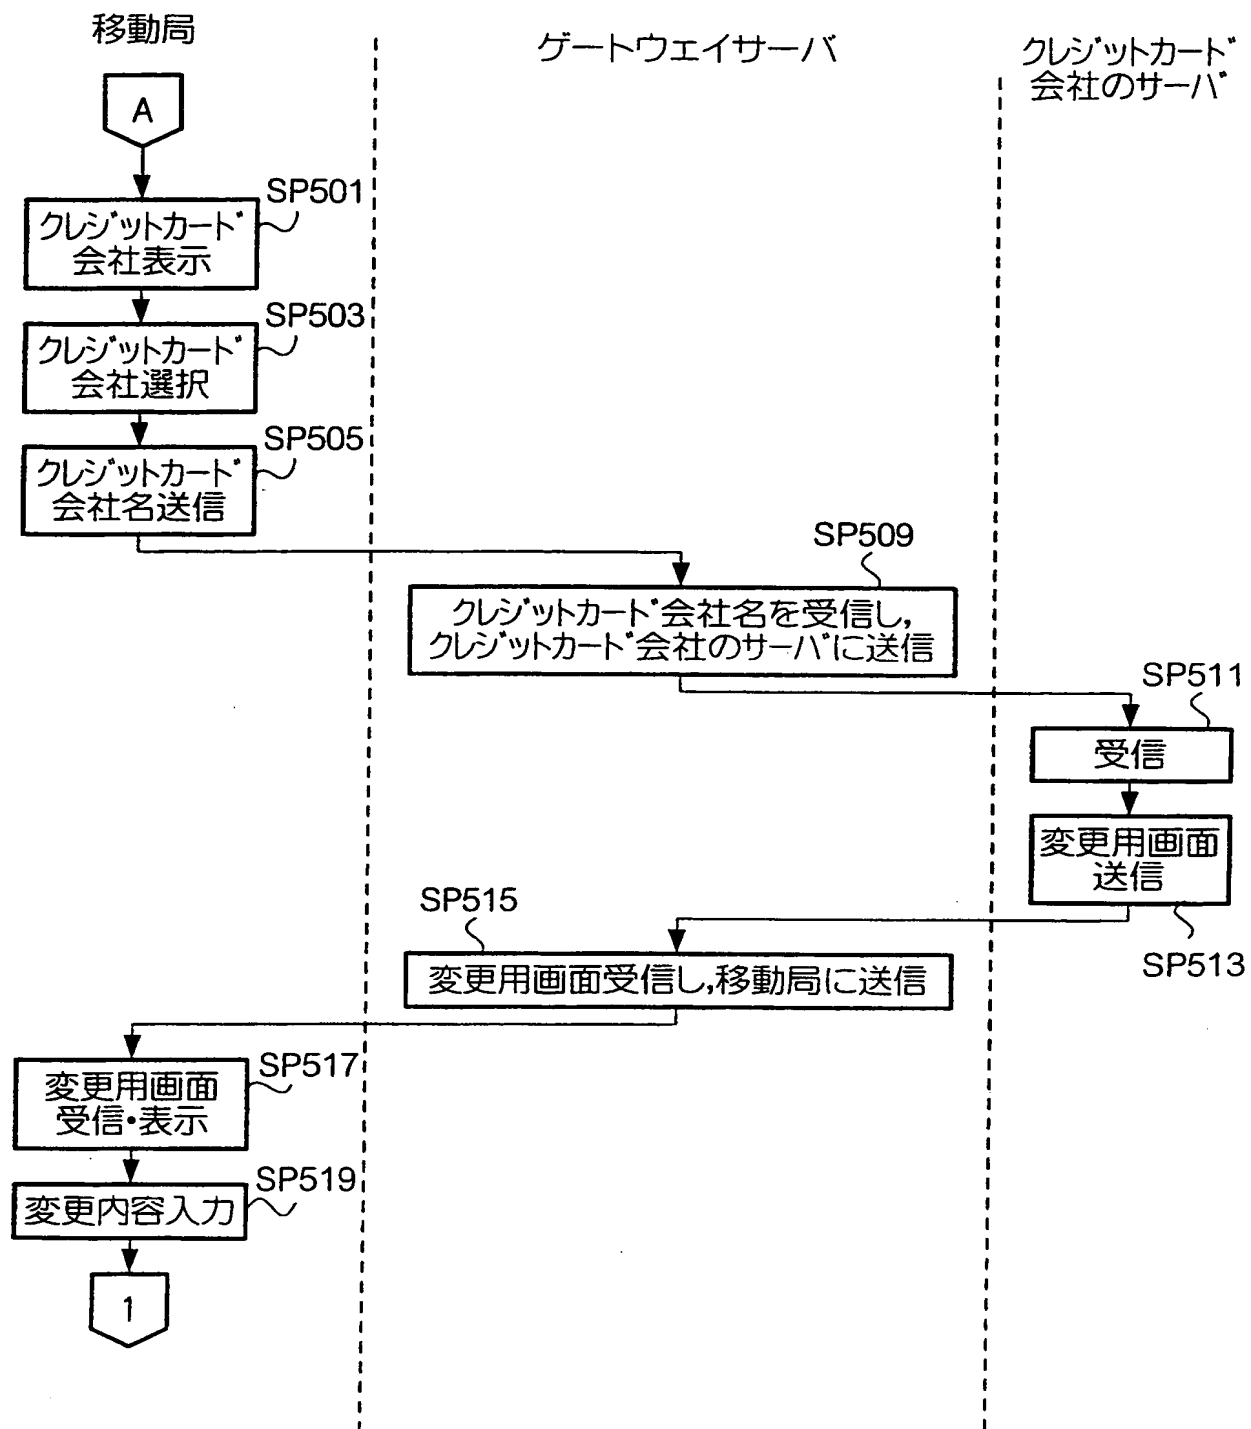 移動局
ゲートウェイサーバ
クレジットカード
会社のサーバ
A
SP501
クレジットカード
会社表示
SP503
クレジットカード
会社選択
SP505
クレジットカード
会社名送信
SP509
クレジットカード会社名を受信し,
クレジットカード会社のサーバに送信
SP511
受信
変更用画面
送信
SP513
SP515
変更用画面受信し,移動局に送信
SP517
変更用画面
受信・表示
SP519
変更内容入力
1